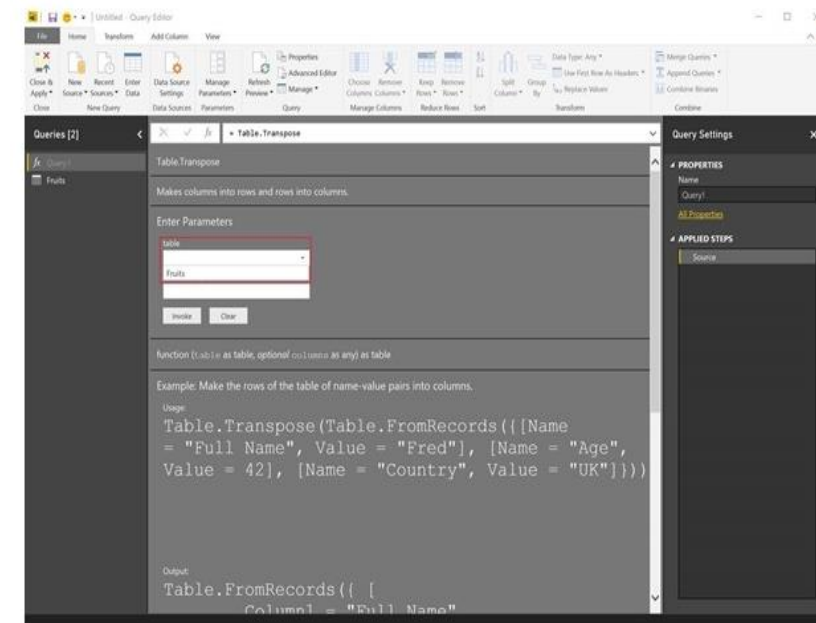 Untitled - Query Editor
File Home Transform Add Column View
Close & Apply
New Source
Recent Sources
Enter Data
Data Source Settings
Manage Parameters
Refresh Preview
Properties
Advanced Editor
Manage
Choose Columns
Remove Columns
Keep Rows
Remove Rows
Split Column
Group By
Data Type: Any
Use First Row As Headers
Replace Values
Merge Queries
Append Queries
Combine Binaries
Close New Query Data Sources Parameters Query Manage Columns Reduce Rows Sort Transform Combine
Queries [2]
Query1
Fruits
fx = Table.Transpose
Table.Transpose
Makes columns into rows and rows into columns.
Enter Parameters
table
Fruits
Invoke Clear
function (table as table, optional columns as any) as table
Example: Make the rows of the table of name-value pairs into columns.
Usage:
Table.Transpose(Table.FromRecords({[Name
= "Full Name", Value = "Fred"], [Name = "Age",
Value = 42], [Name = "Country", Value = "UK"]}))
Output:
Table.FromRecords({ [
Column1 = "Full Name"
Query Settings
PROPERTIES
Name
Query1
All Properties
APPLIED STEPS
Source